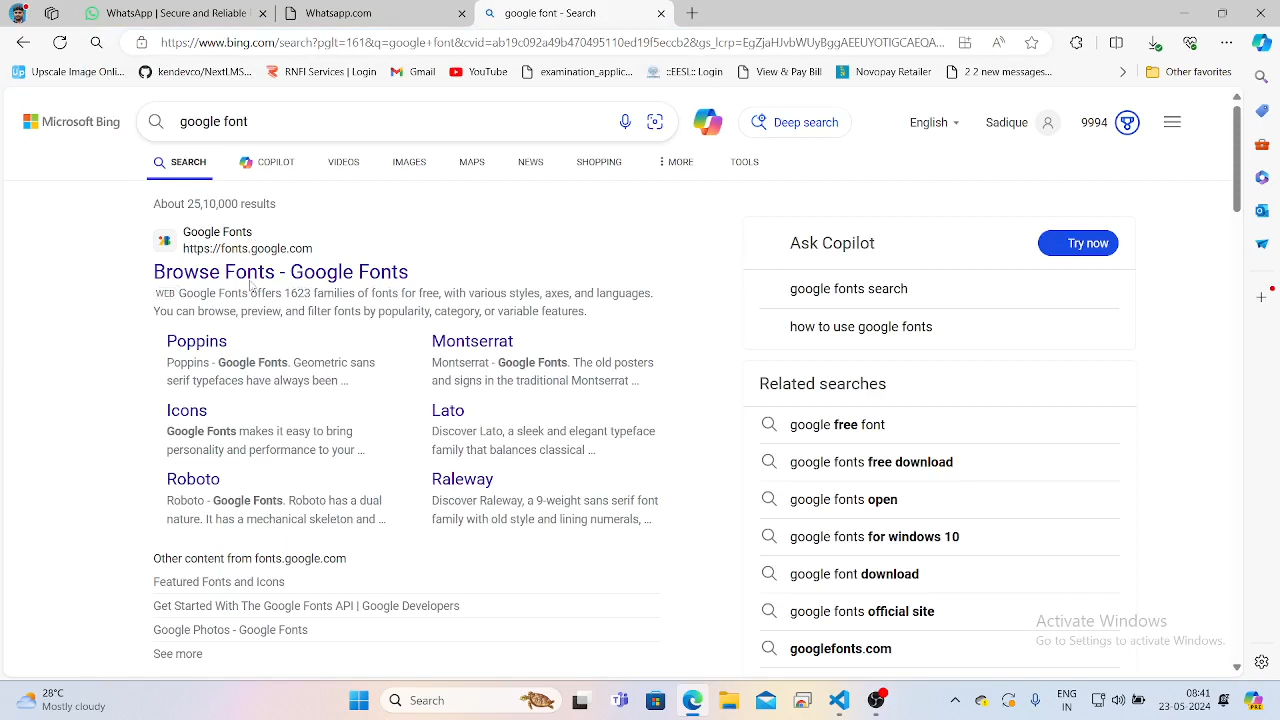 WhatsApp | Secure and Reliable
Whatsapp.com
google font - Search
https://www.bing.com/search?pglt=161&q=google+font&cvid=ab19c092a49b470495110ed19f5eccb2&gs_lcrp=EgZjaHJvbWUyBggAEEUYOTIGCAEQA...
Upscale Image Onl...
kendotv/NextLMS...
RNFI Services | Login
Gmail
YouTube
examination_applic...
::EESL:: Login
View & Pay Bill
Novopay Retailer
2 2 new messages...
Other favorites
Microsoft Bing
google font
Deep search
English
Sadique
9994
SEARCH
COPILOT
VIDEOS
IMAGES
MAPS
NEWS
SHOPPING
MORE
TOOLS
About 25,10,000 results
Google Fonts
https://fonts.google.com
Browse Fonts - Google Fonts
WEB Google Fonts offers 1623 families of fonts for free, with various styles, axes, and languages.
You can browse, preview, and filter fonts by popularity, category, or variable features.
Poppins
Poppins - Google Fonts. Geometric sans
serif typefaces have always been ...
Montserrat
Montserrat - Google Fonts. The old posters
and signs in the traditional Montserrat ...
Icons
Google Fonts makes it easy to bring
personality and performance to your ...
Lato
Discover Lato, a sleek and elegant typeface
family that balances classical ...
Roboto
Roboto - Google Fonts. Roboto has a dual
nature. It has a mechanical skeleton and ...
Raleway
Discover Raleway, a 9-weight sans serif font
family with old style and lining numerals, ...
Other content from fonts.google.com
Featured Fonts and Icons
Get Started With The Google Fonts API | Google Developers
Google Photos - Google Fonts
See more
Ask Copilot
Try now
google fonts search
how to use google fonts
Related searches
google free font
google fonts free download
google fonts open
google fonts for windows 10
google font download
google fonts official site
googlefonts.com
Activate Windows
Go to Settings to activate Windows.
28°C
Mostly cloudy
Search
ENG
IN
08:41
23-05-2024